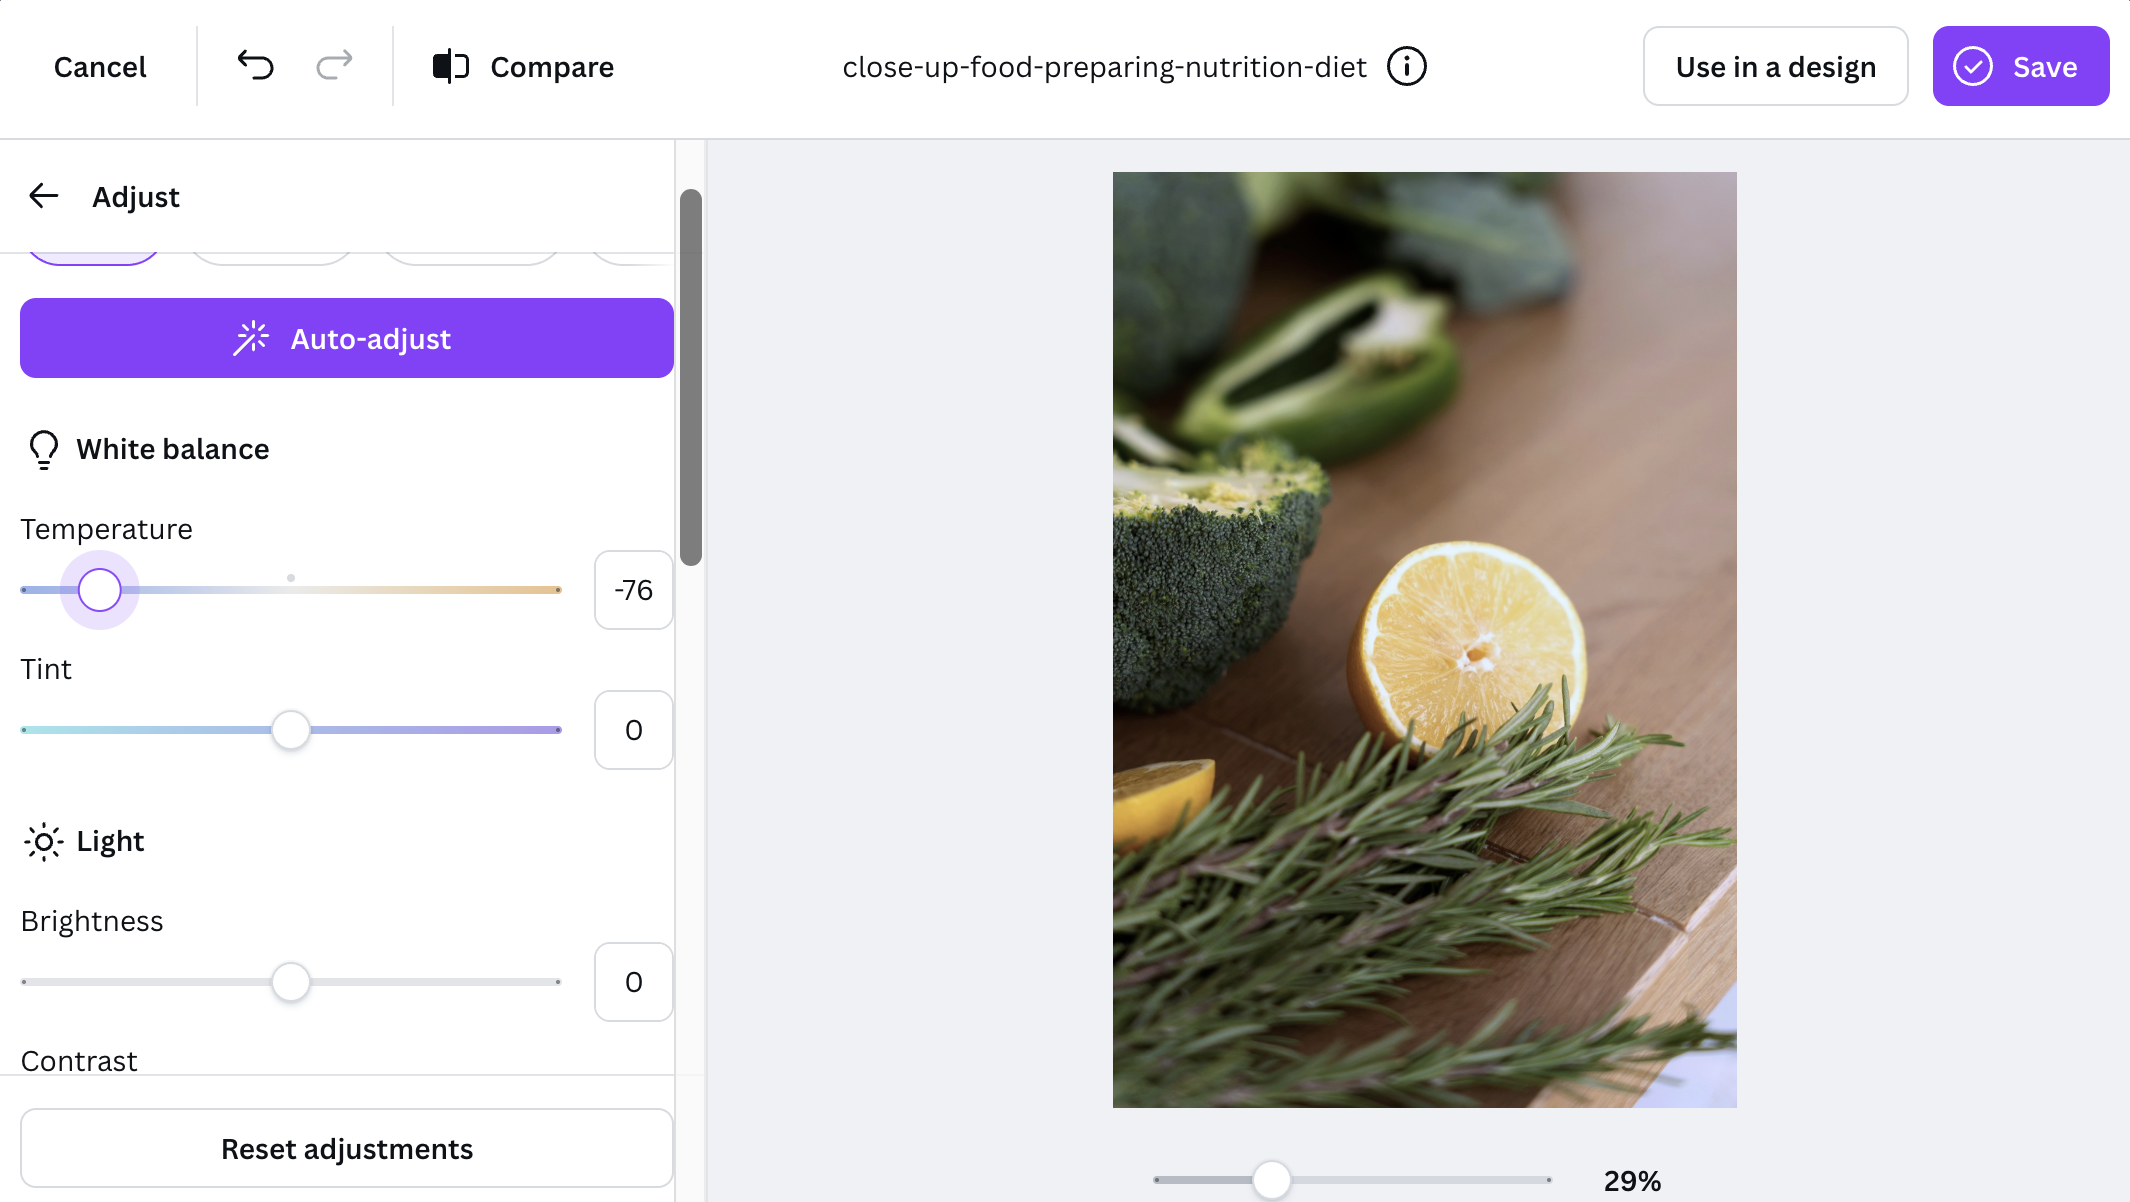 Cancel
Compare
close-up-food-preparing-nutrition-diet
Use in a design
Save
Adjust
Auto-adjust
White balance
Temperature
-76
Tint
0
Light
Brightness
0
Contrast
Reset adjustments
29%